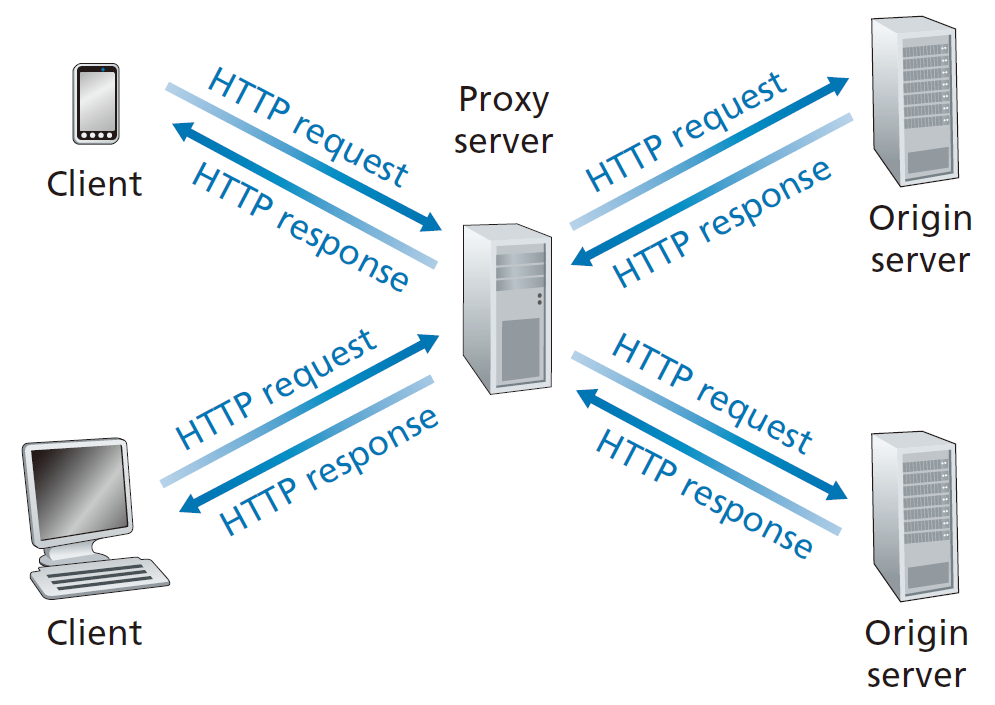 HTTP request
HTTP response
Client
Proxy
server
HTTP request
HTTP response
Origin
server
HTTP request
HTTP response
Client
HTTP request
HTTP response
Origin
server